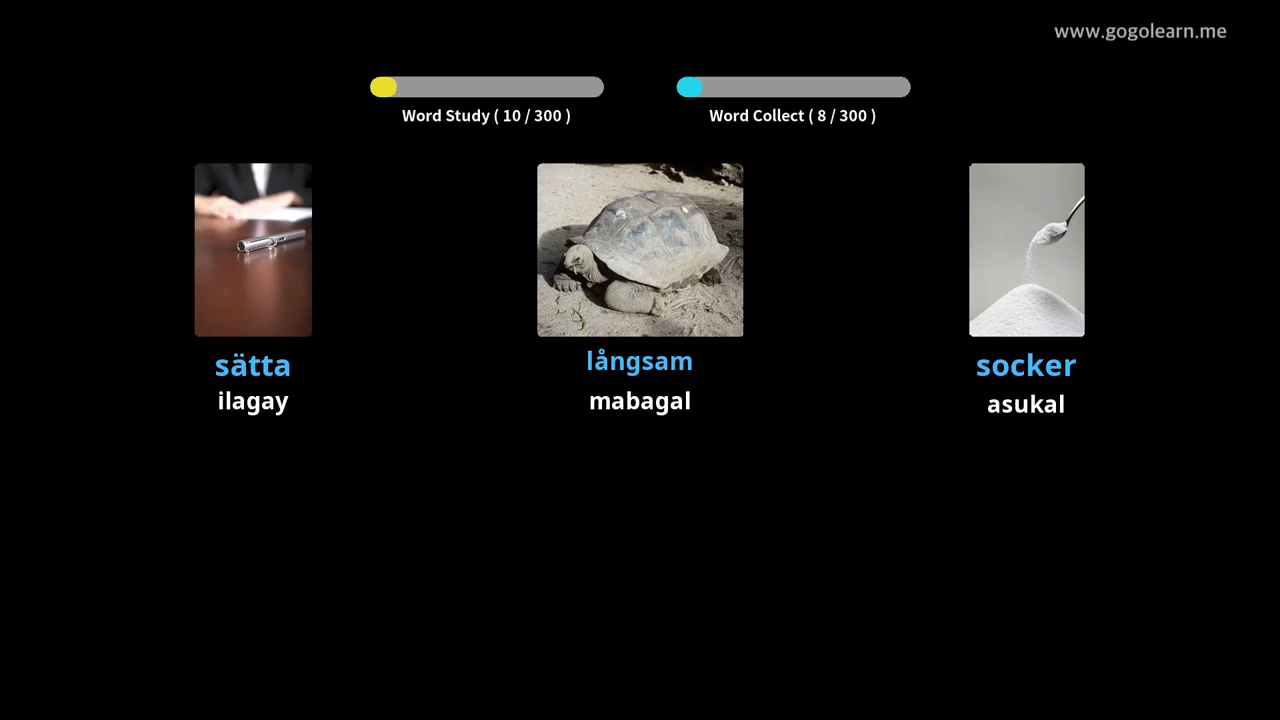 www.gogolearn.me
Word Study ( 10 / 300 )
Word Collect ( 8 / 300 )
sätta
ilagay
långsam
mabagal
socker
asukal